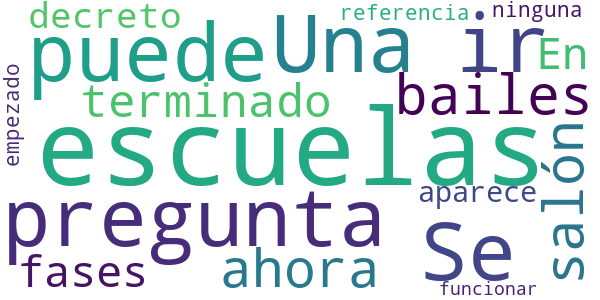 decreto
referencia
ninguna
puede
Una
ir
En
empezado
terminado
bailes
escuelas
salón
pregunta
aparece
Se
fases
ahora
funcionar